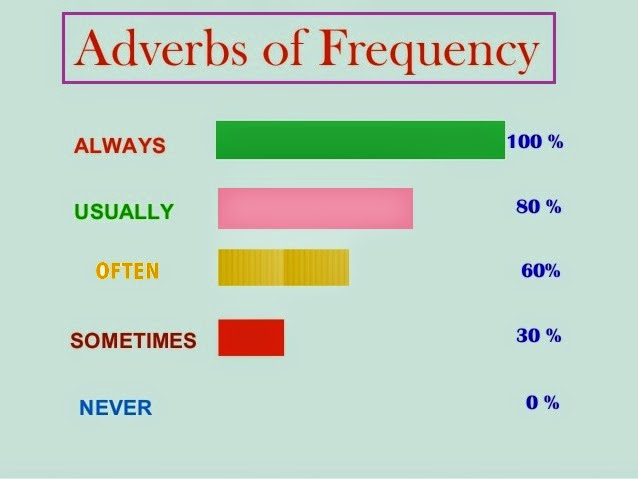 Adverbs of Frequency
ALWAYS 100 %
USUALLY 80 %
OFTEN 60%
SOMETIMES 30 %
NEVER 0 %